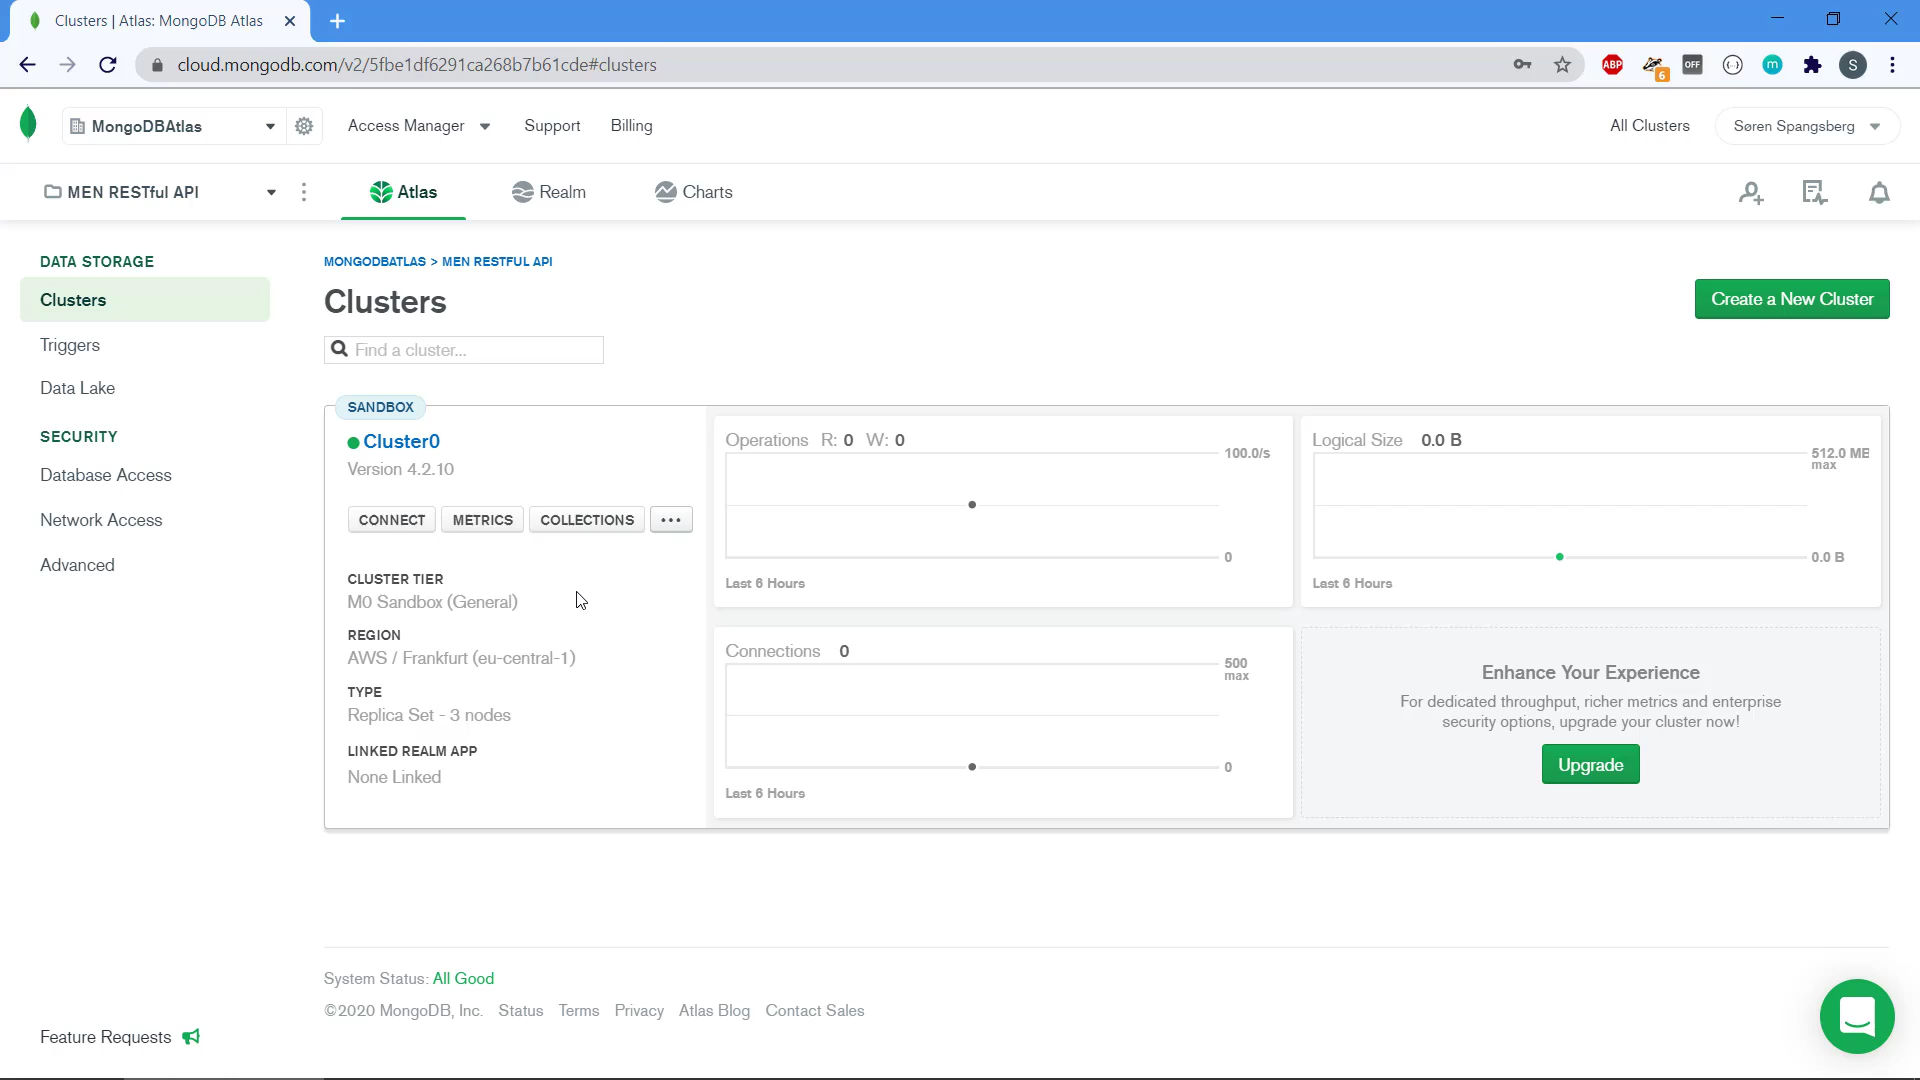 Clusters | Atlas: MongoDB Atlas
cloud.mongodb.com/v2/5fbe1df6291ca268b7b61cde#clusters
ABP
6
OFF
m
S
MongoDBAtlas
Access Manager
Support
Billing
All Clusters
Søren Spangsberg
MEN RESTful API
Atlas
Realm
Charts
DATA STORAGE
Clusters
Triggers
Data Lake
SECURITY
Database Access
Network Access
Advanced
Feature Requests
MONGODBATLAS > MEN RESTFUL API
Clusters
Create a New Cluster
Find a cluster...
SANDBOX
Cluster0
Version 4.2.10
CONNECT
METRICS
COLLECTIONS
...
CLUSTER TIER
M0 Sandbox (General)
REGION
AWS / Frankfurt (eu-central-1)
TYPE
Replica Set - 3 nodes
LINKED REALM APP
None Linked
Operations R: 0 W: 0
100.0/s
0
Last 6 Hours
Logical Size 0.0 B
512.0 MB
max
0.0 B
Last 6 Hours
Connections 0
500
max
0
Last 6 Hours
Enhance Your Experience
For dedicated throughput, richer metrics and enterprise
security options, upgrade your cluster now!
Upgrade
System Status: All Good
©2020 MongoDB, Inc. Status Terms Privacy Atlas Blog Contact Sales